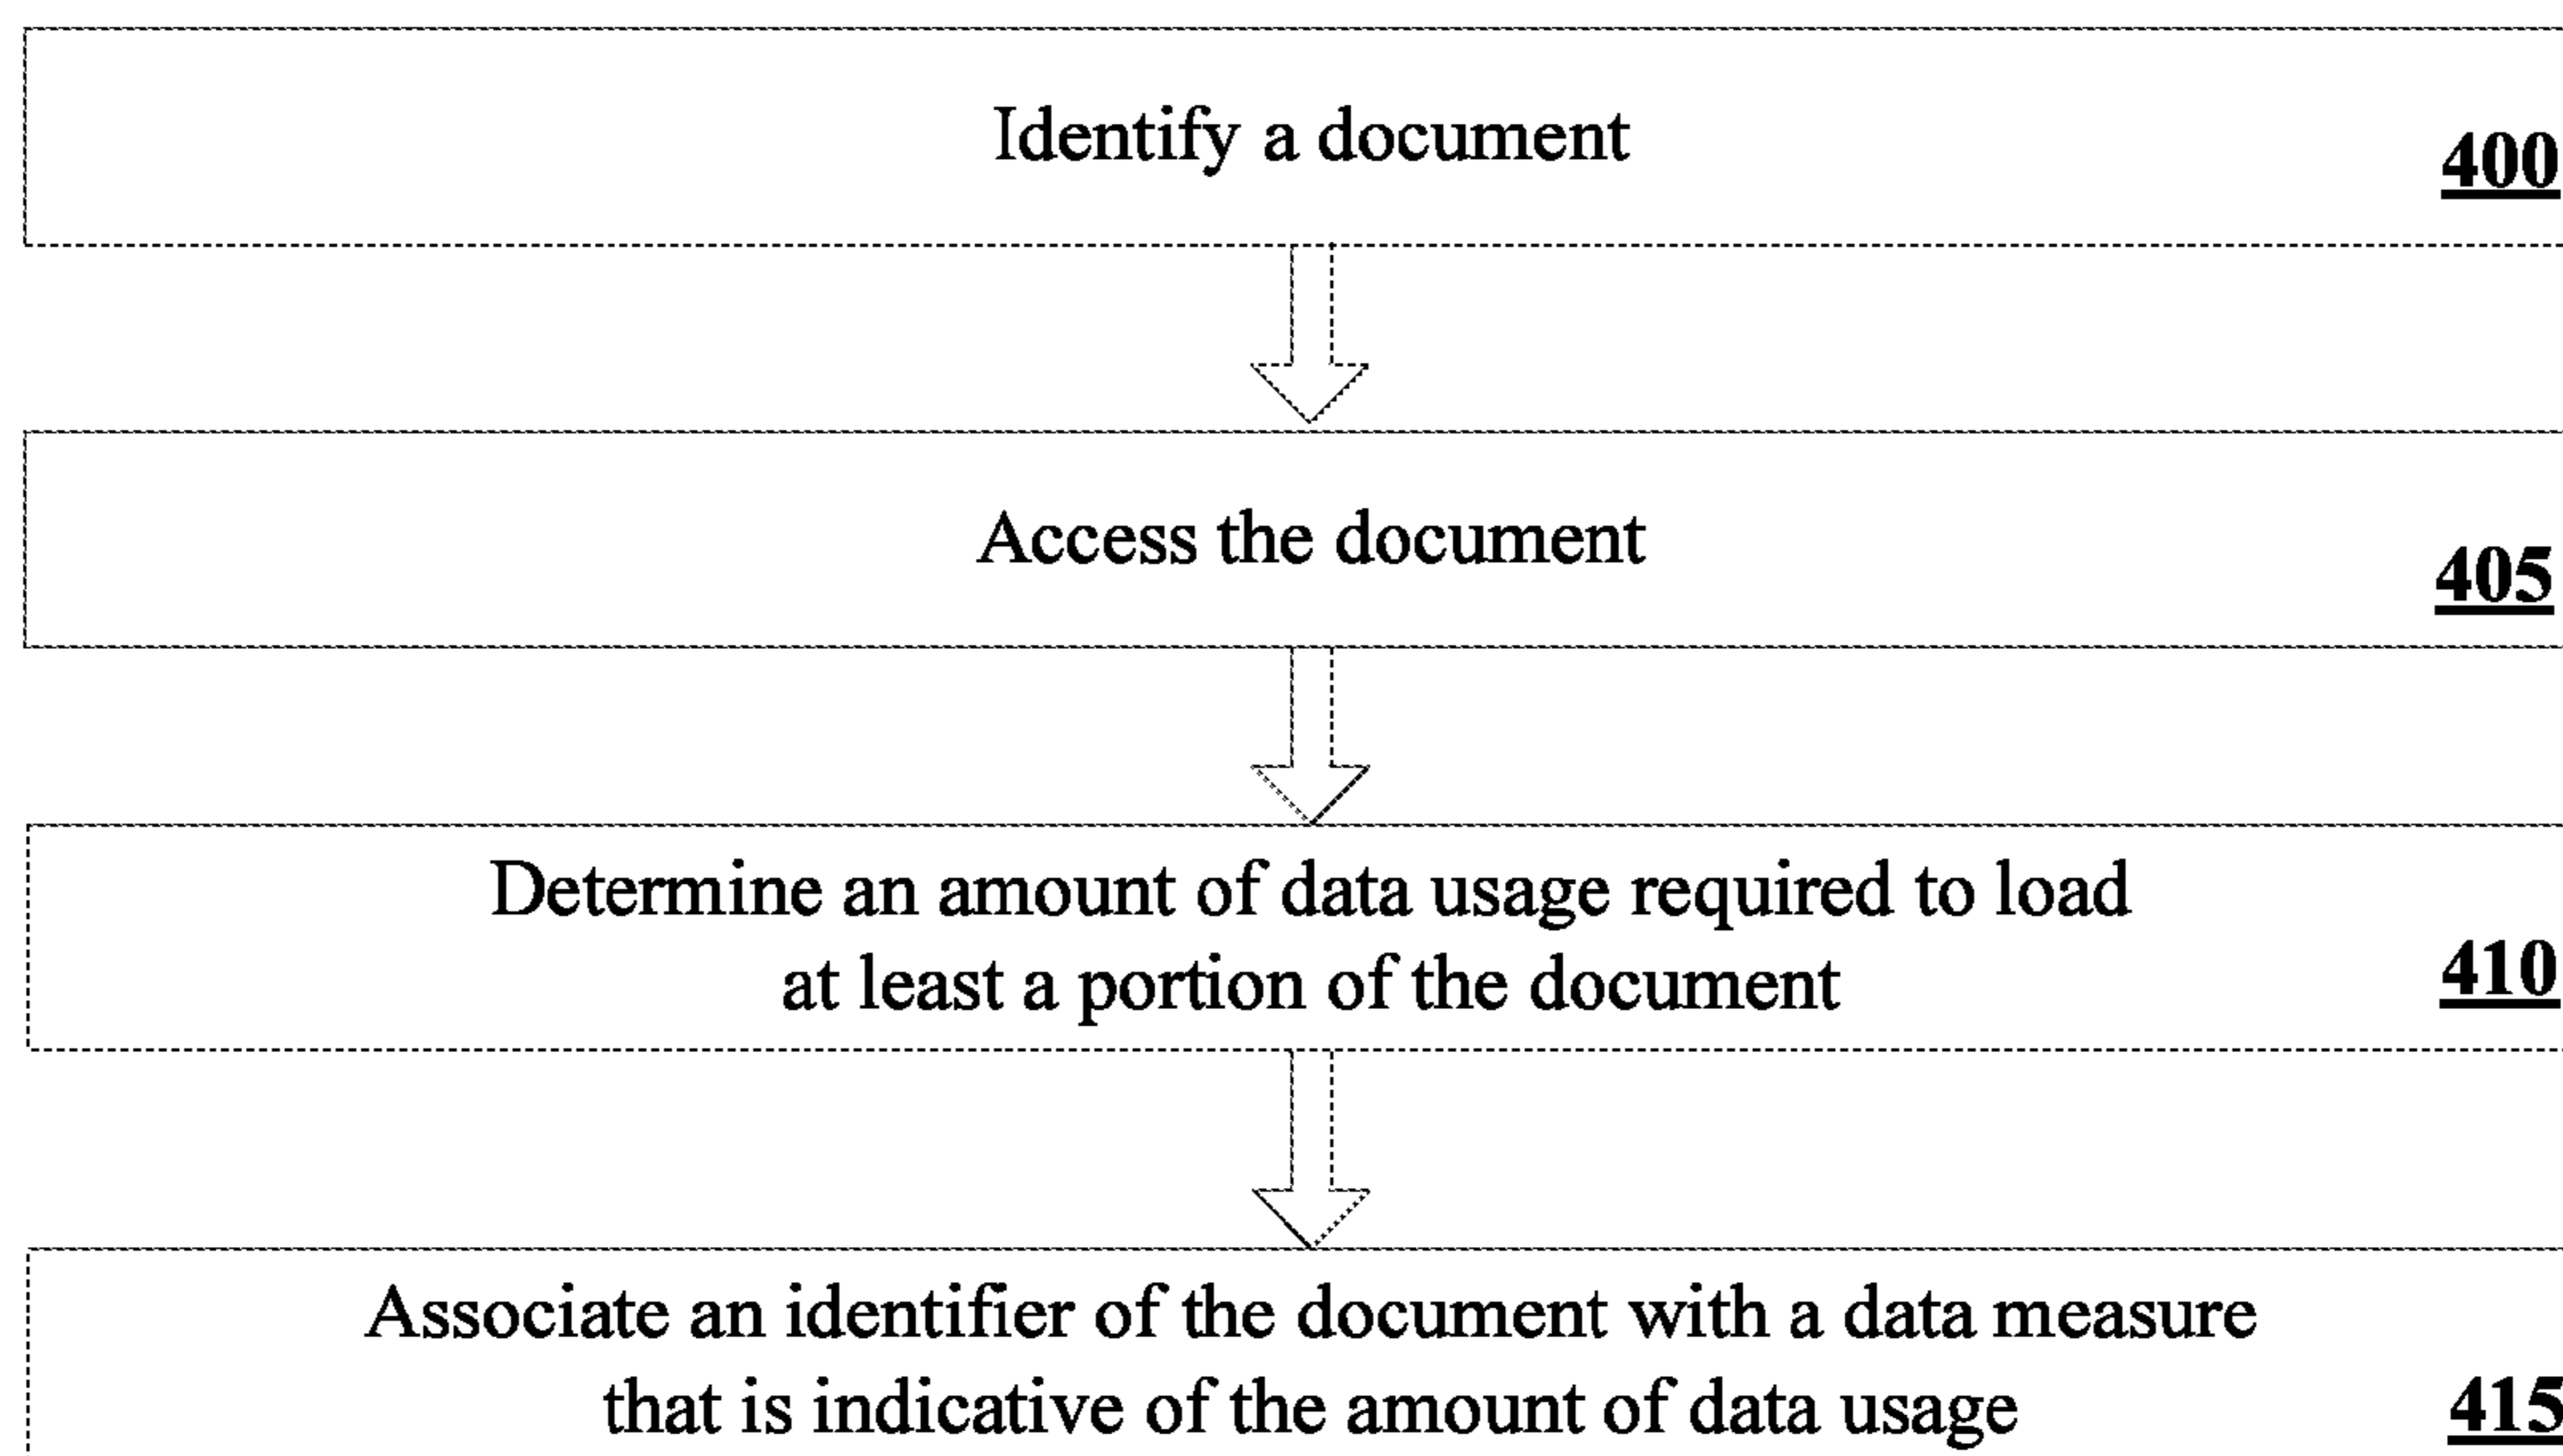 Identify a document
400
Access the document
405
Determine an amount of data usage required to load
at least a portion of the document
410
Associate an identifier of the document with a data measure
that is indicative of the amount of data usage
415